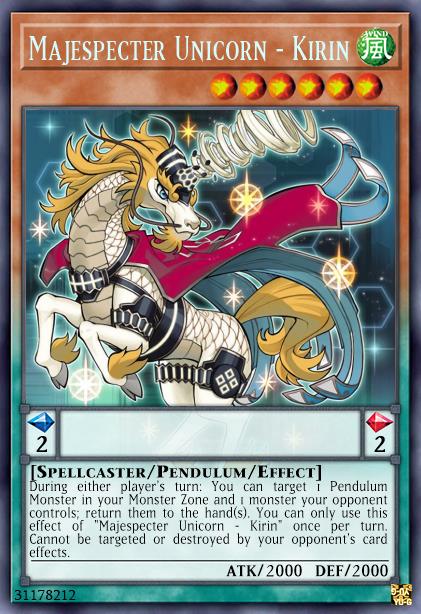 Majespecter Unicorn - Kirin
WIND
風
2
2
[Spellcaster/Pendulum/Effect]
During either player's turn: You can target 1 Pendulum
Monster in your Monster Zone and 1 monster your opponent
controls; return them to the hand(s). You can only use this
effect of "Majespecter Unicorn - Kirin" once per turn.
Cannot be targeted or destroyed by your opponent's card
effects.
ATK/2000 DEF/2000
31178212